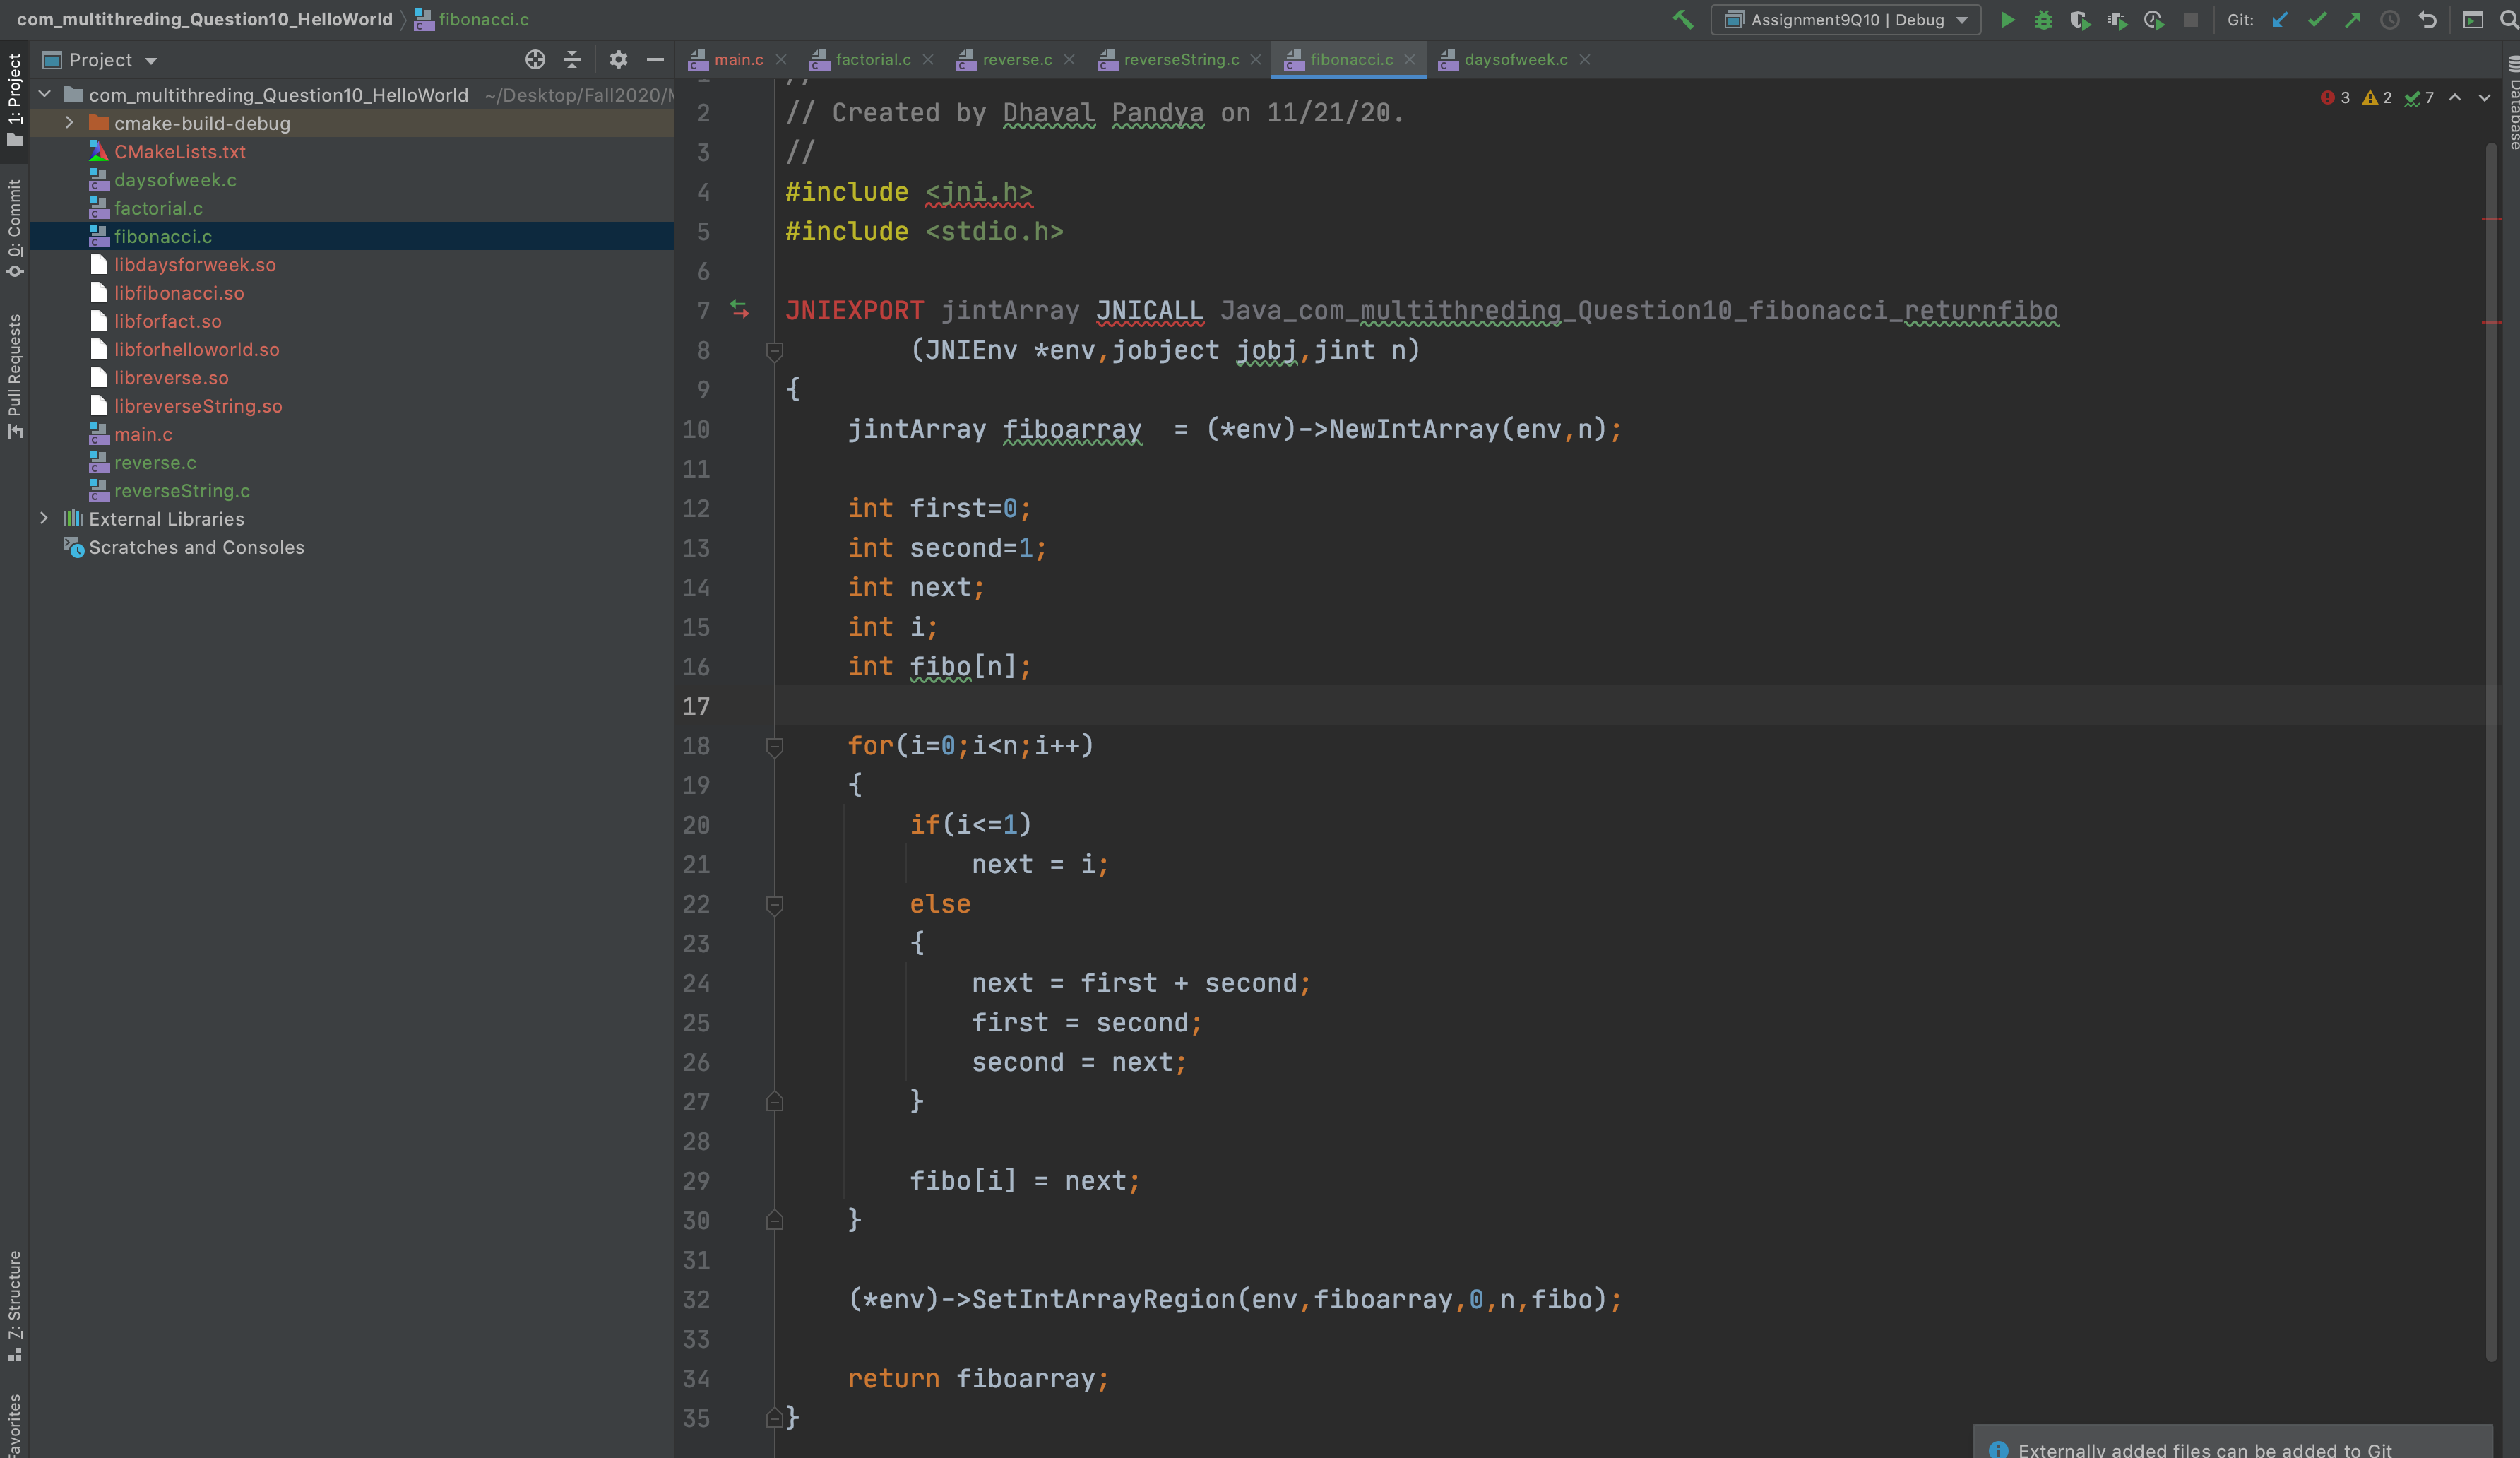 com_multithreding_Question10_HelloWorld
fibonacci.c
Assignment9Q10 | Debug
Git:
Project
main.c
factorial.c
reverse.c
reverseString.c
fibonacci.c
daysofweek.c
1: Project
0: Commit
Pull Requests
7: Structure
Favorites
Database
com_multithreding_Question10_HelloWorld ~/Desktop/Fall2020/
cmake-build-debug
CMakeLists.txt
daysofweek.c
factorial.c
fibonacci.c
libdaysforweek.so
libfibonacci.so
libforfact.so
libforhelloworld.so
libreverse.so
libreverseString.so
main.c
reverse.c
reverseString.c
External Libraries
Scratches and Consoles
3 2 7
1 //
2 // Created by Dhaval Pandya on 11/21/20.
3 //
4 #include <jni.h>
5 #include <stdio.h>
6
7 JNIEXPORT jintArray JNICALL Java_com_multithreding_Question10_fibonacci_returnfibo
8 (JNIEnv *env,jobject jobj,jint n)
9 {
10 jintArray fiboarray  = (*env)->NewIntArray(env,n);
11
12 int first=0;
13 int second=1;
14 int next;
15 int i;
16 int fibo[n];
17
18 for(i=0;i<n;i++)
19 {
20 if(i<=1)
21 next = i;
22 else
23 {
24 next = first + second;
25 first = second;
26 second = next;
27 }
28
29 fibo[i] = next;
30 }
31
32 (*env)->SetIntArrayRegion(env,fiboarray,0,n,fibo);
33
34 return fiboarray;
35 }
Externally added files can be added to Git